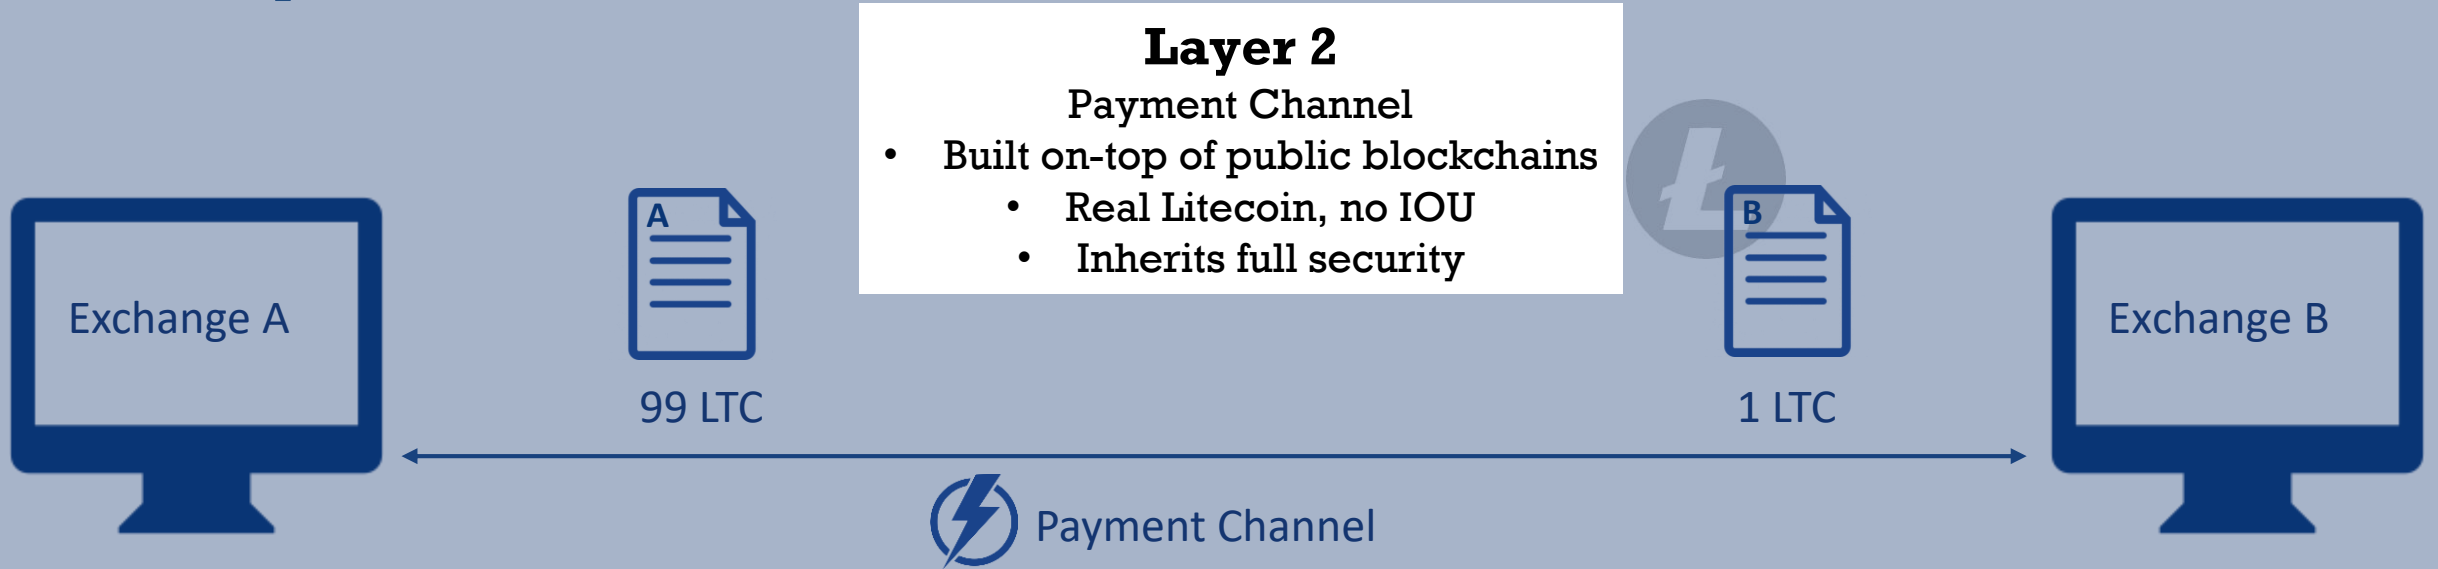 Layer 2
Payment Channel
• Built on-top of public blockchains
• Real Litecoin, no IOU
• Inherits full security
A
B
Exchange A
Exchange B
99 LTC
1 LTC
Payment Channel